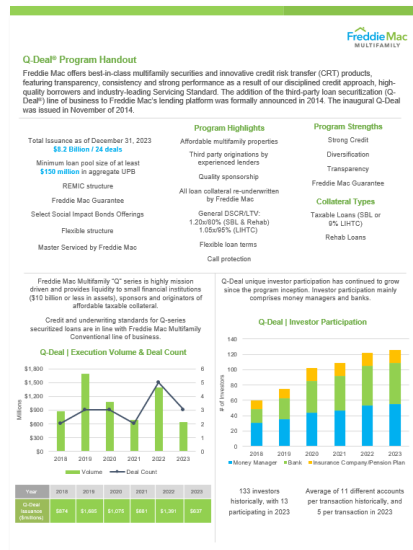 Freddie Mac
MULTIFAMILY
Q-Deal® Program Handout
Freddie Mac offers best-in-class multifamily securities and innovative credit risk transfer (CRT) products,
featuring transparency, consistency and strong performance as a result of our disciplined credit approach, high-
quality borrowers and industry-leading Servicing Standard. The addition of the third-party loan securitization (Q-
Deal®) line of business to Freddie Mac's lending platform was formally announced in 2014. The inaugural Q-Deal
was issued in November of 2014.
Total Issuance as of December 31, 2023
$8.2 Billion / 24 deals
Minimum loan pool size of at least
$150 million in aggregate UPB
REMIC structure
Freddie Mac Guarantee
Select Social Impact Bonds Offerings
Flexible structure
Master Serviced by Freddie Mac
Program Highlights
Affordable multifamily properties
Third party originations by
experienced lenders
Quality sponsorship
All loan collateral re-underwritten
by Freddie Mac
General DSCR/LTV:
1.20x/80% (SBL & Rehab)
1.05x/95% (LIHTC)
Flexible loan terms
Call protection
Program Strengths
Strong Credit
Diversification
Transparency
Freddie Mac Guarantee
Collateral Types
Taxable Loans (SBL or
9% LIHTC)
Rehab Loans
Freddie Mac Multifamily "Q" series is highly mission
driven and provides liquidity to small financial institutions
($10 billion or less in assets), sponsors and originators of
affordable taxable collateral.
Credit and underwriting standards for Q-series
securitized loans are in line with Freddie Mac Multifamily
Conventional line of business.
Q-Deal | Execution Volume & Deal Count
Millions
$1,800
$1,500
$1,200
$900
$600
$300
$0
6
5
4
3
2
1
0
2018 2019 2020 2021 2022 2023
Volume Deal Count
Year 2018 2019 2020 2021 2022 2023
Q-Deal
Issuance
($millions)
$874 $1,685 $1,073 $637
Q-Deal unique investor participation has continued to grow
since the program inception. Investor participation mainly
comprises money managers and banks.
Q-Deal | Investor Participation
# of Investors
140
120
100
80
60
40
20
0
2018 2019 2020 2021 2022 2023
Money Manager Bank Insurance Company/Pension Plan
133 investors
historically, with 13
participating in 2023
Average of 11 different accounts
per transaction historically, and
5 per transaction in 2023